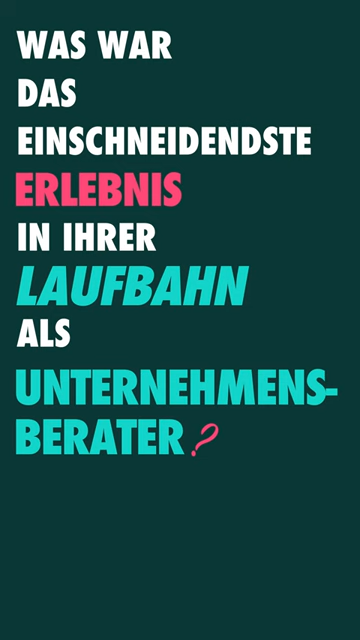 WAS WAR
DAS
EINSCHNEIDENDSTE
ERLEBNIS
IN IHRER
LAUFBAHN
ALS
UNTERNEHMENS-
BERATER?